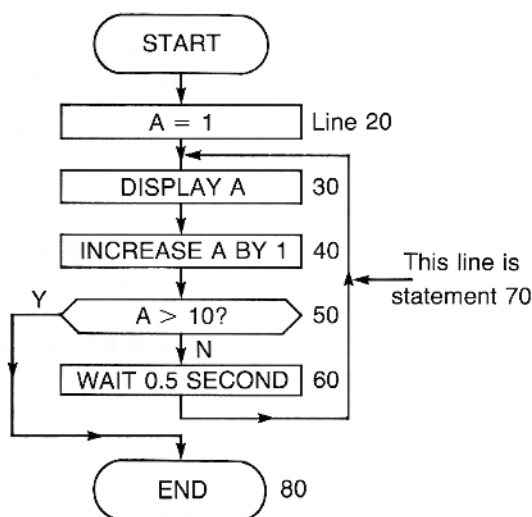 START
A = 1 Line 20
DISPLAY A 30
INCREASE A BY 1 40
This line is
statement 70
Y A > 10? 50
N
WAIT 0.5 SECOND 60
END 80